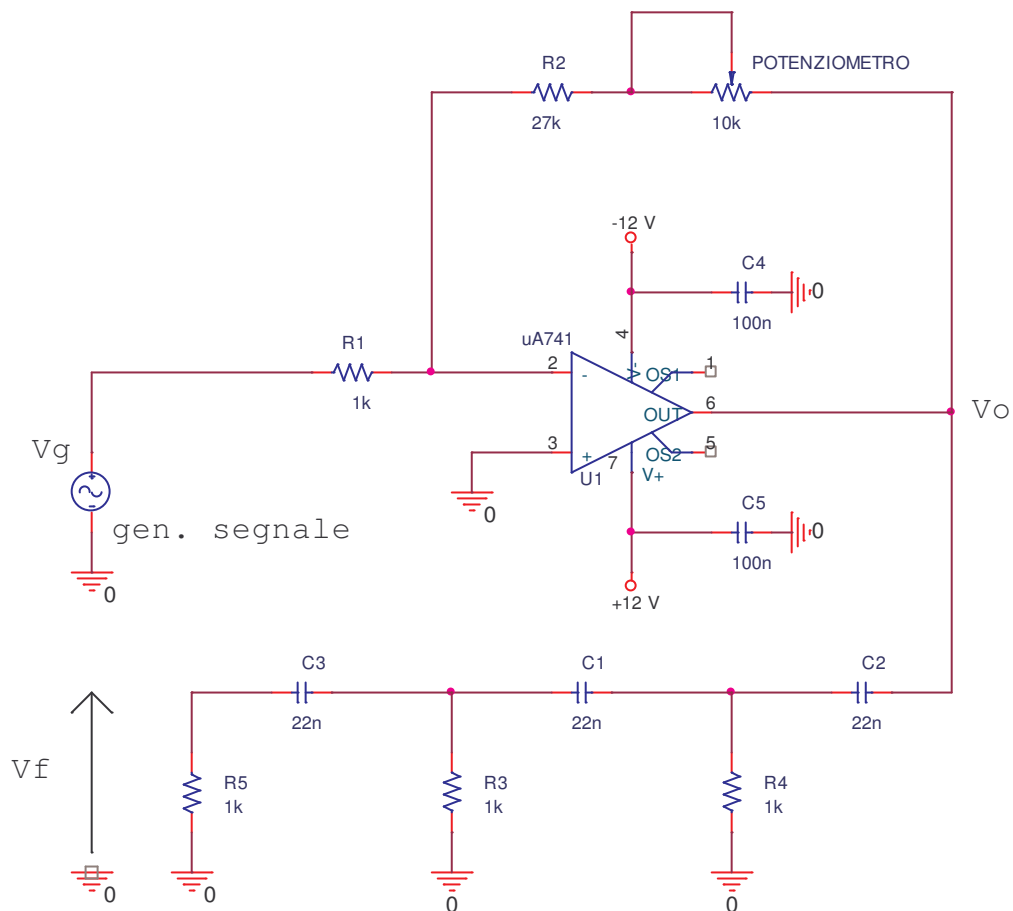 R2
27k
POTENZIOMETRO
10k
-12 V
C4
100n
0
R1
1k
uA741
2
-
3
+
4
V-
OS1
1
OUT
6
OS2
5
7
V+
U1
Vo
Vg
gen. segnale
0
0
C5
100n
0
+12 V
C3
22n
C1
22n
C2
22n
Vf
R5
1k
R3
1k
R4
1k
0
0
0
0